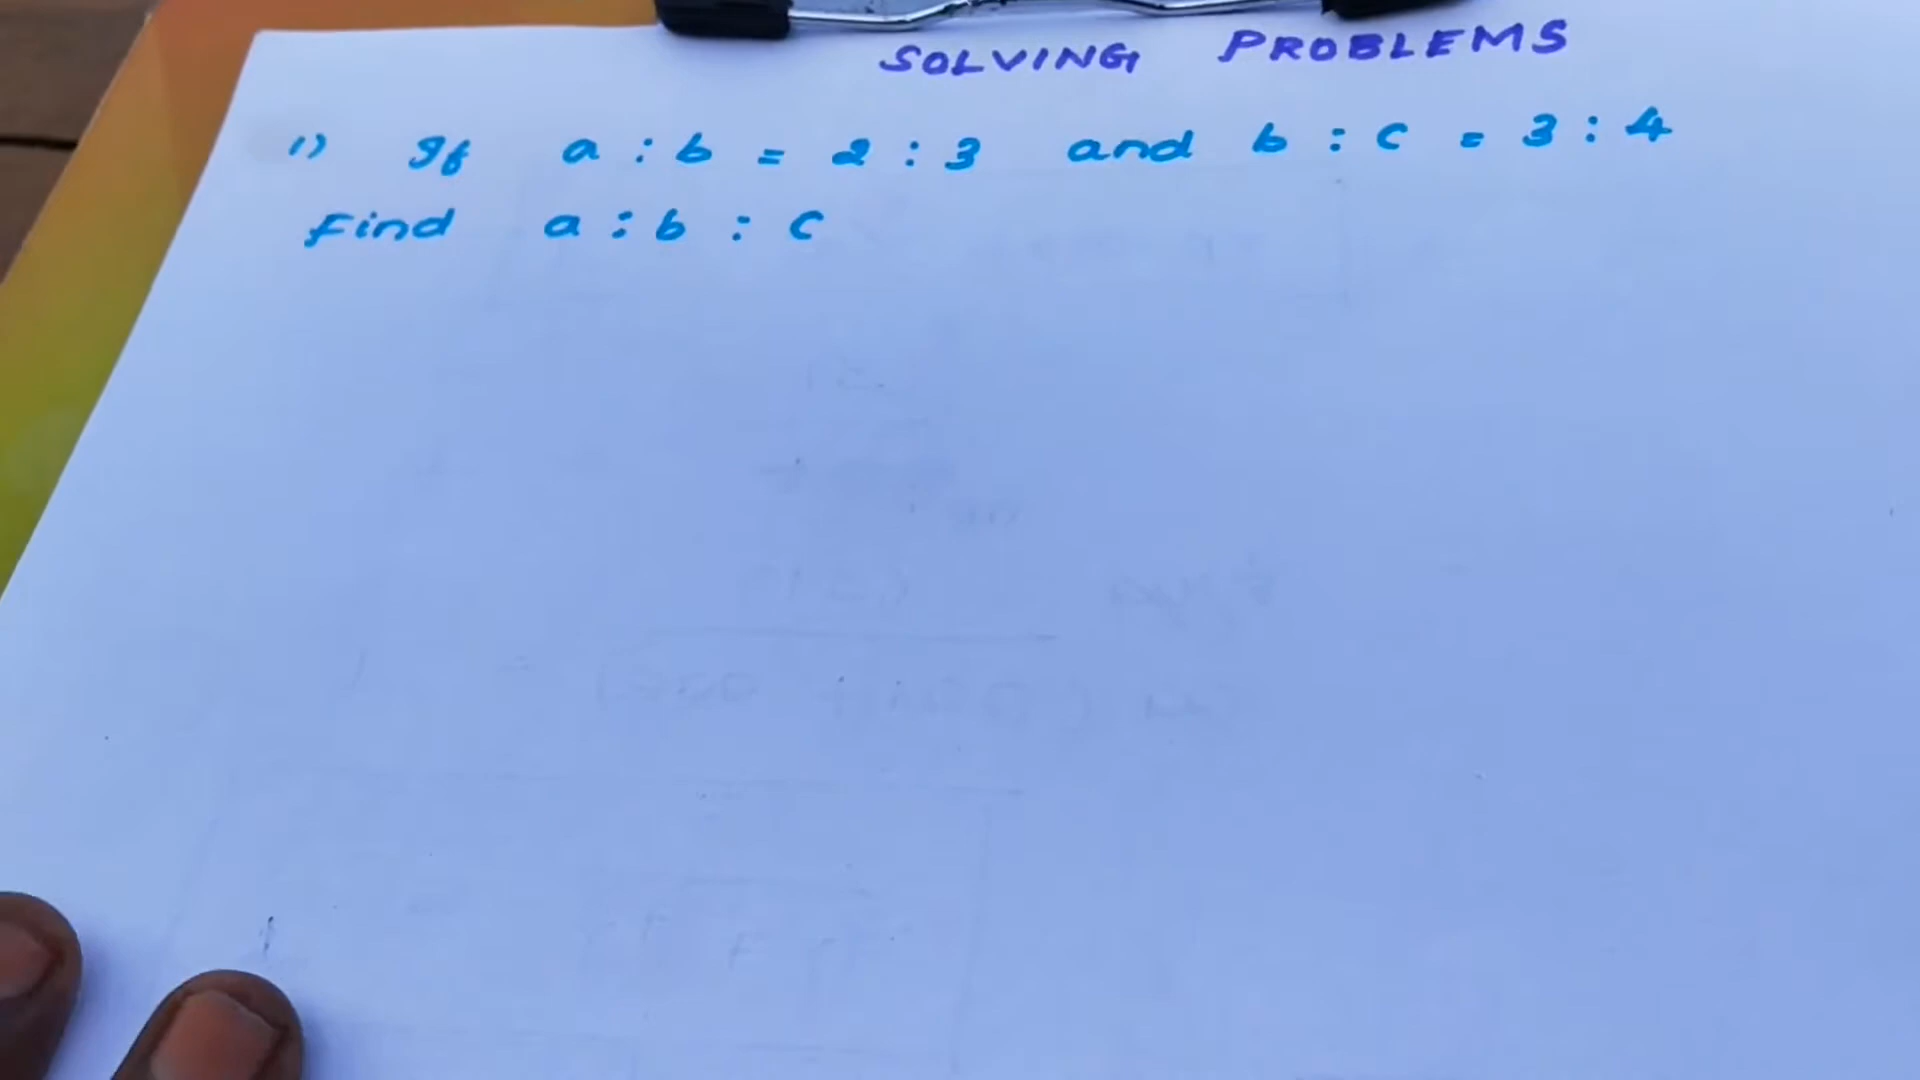 SOLVING PROBLEMS
1) If a : b = 2 : 3 and b : c = 3 : 4
Find a : b : c